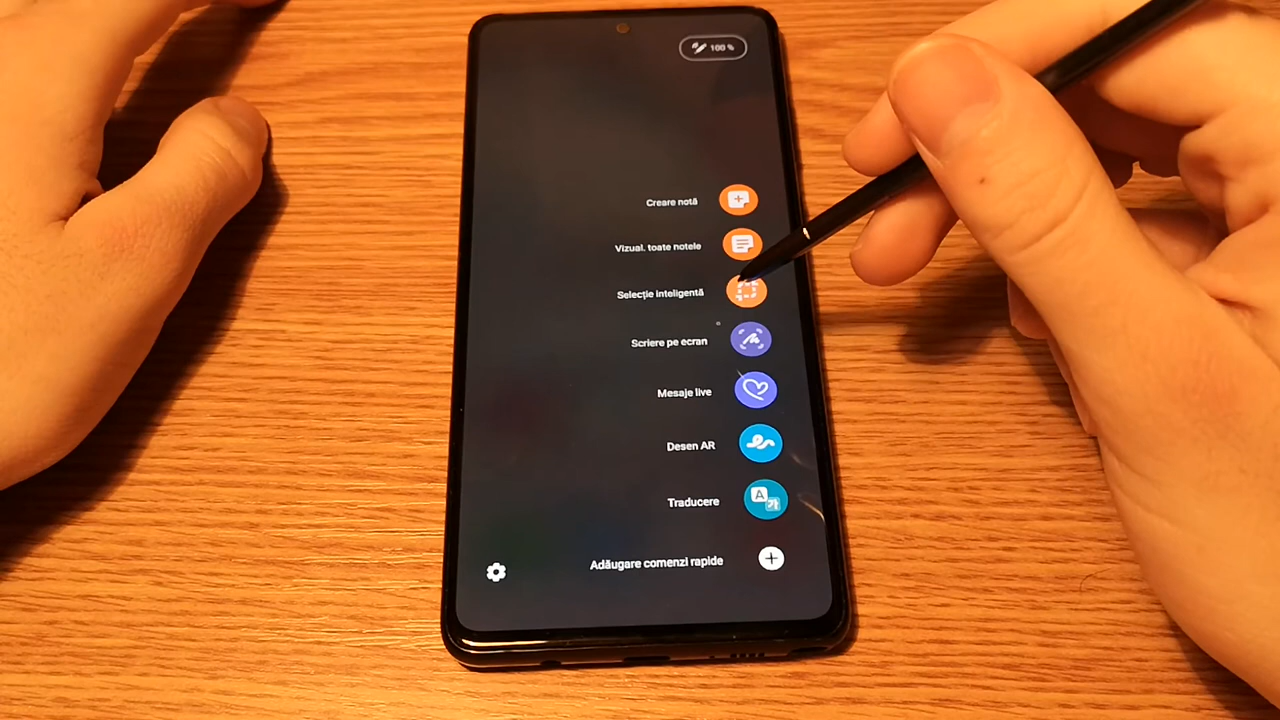 100 %
Creare notă
Vizual. toate notele
Selecție inteligentă
Scriere pe ecran
Mesaje live
Desen AR
Traducere
A
가
Adăugare comenzi rapide